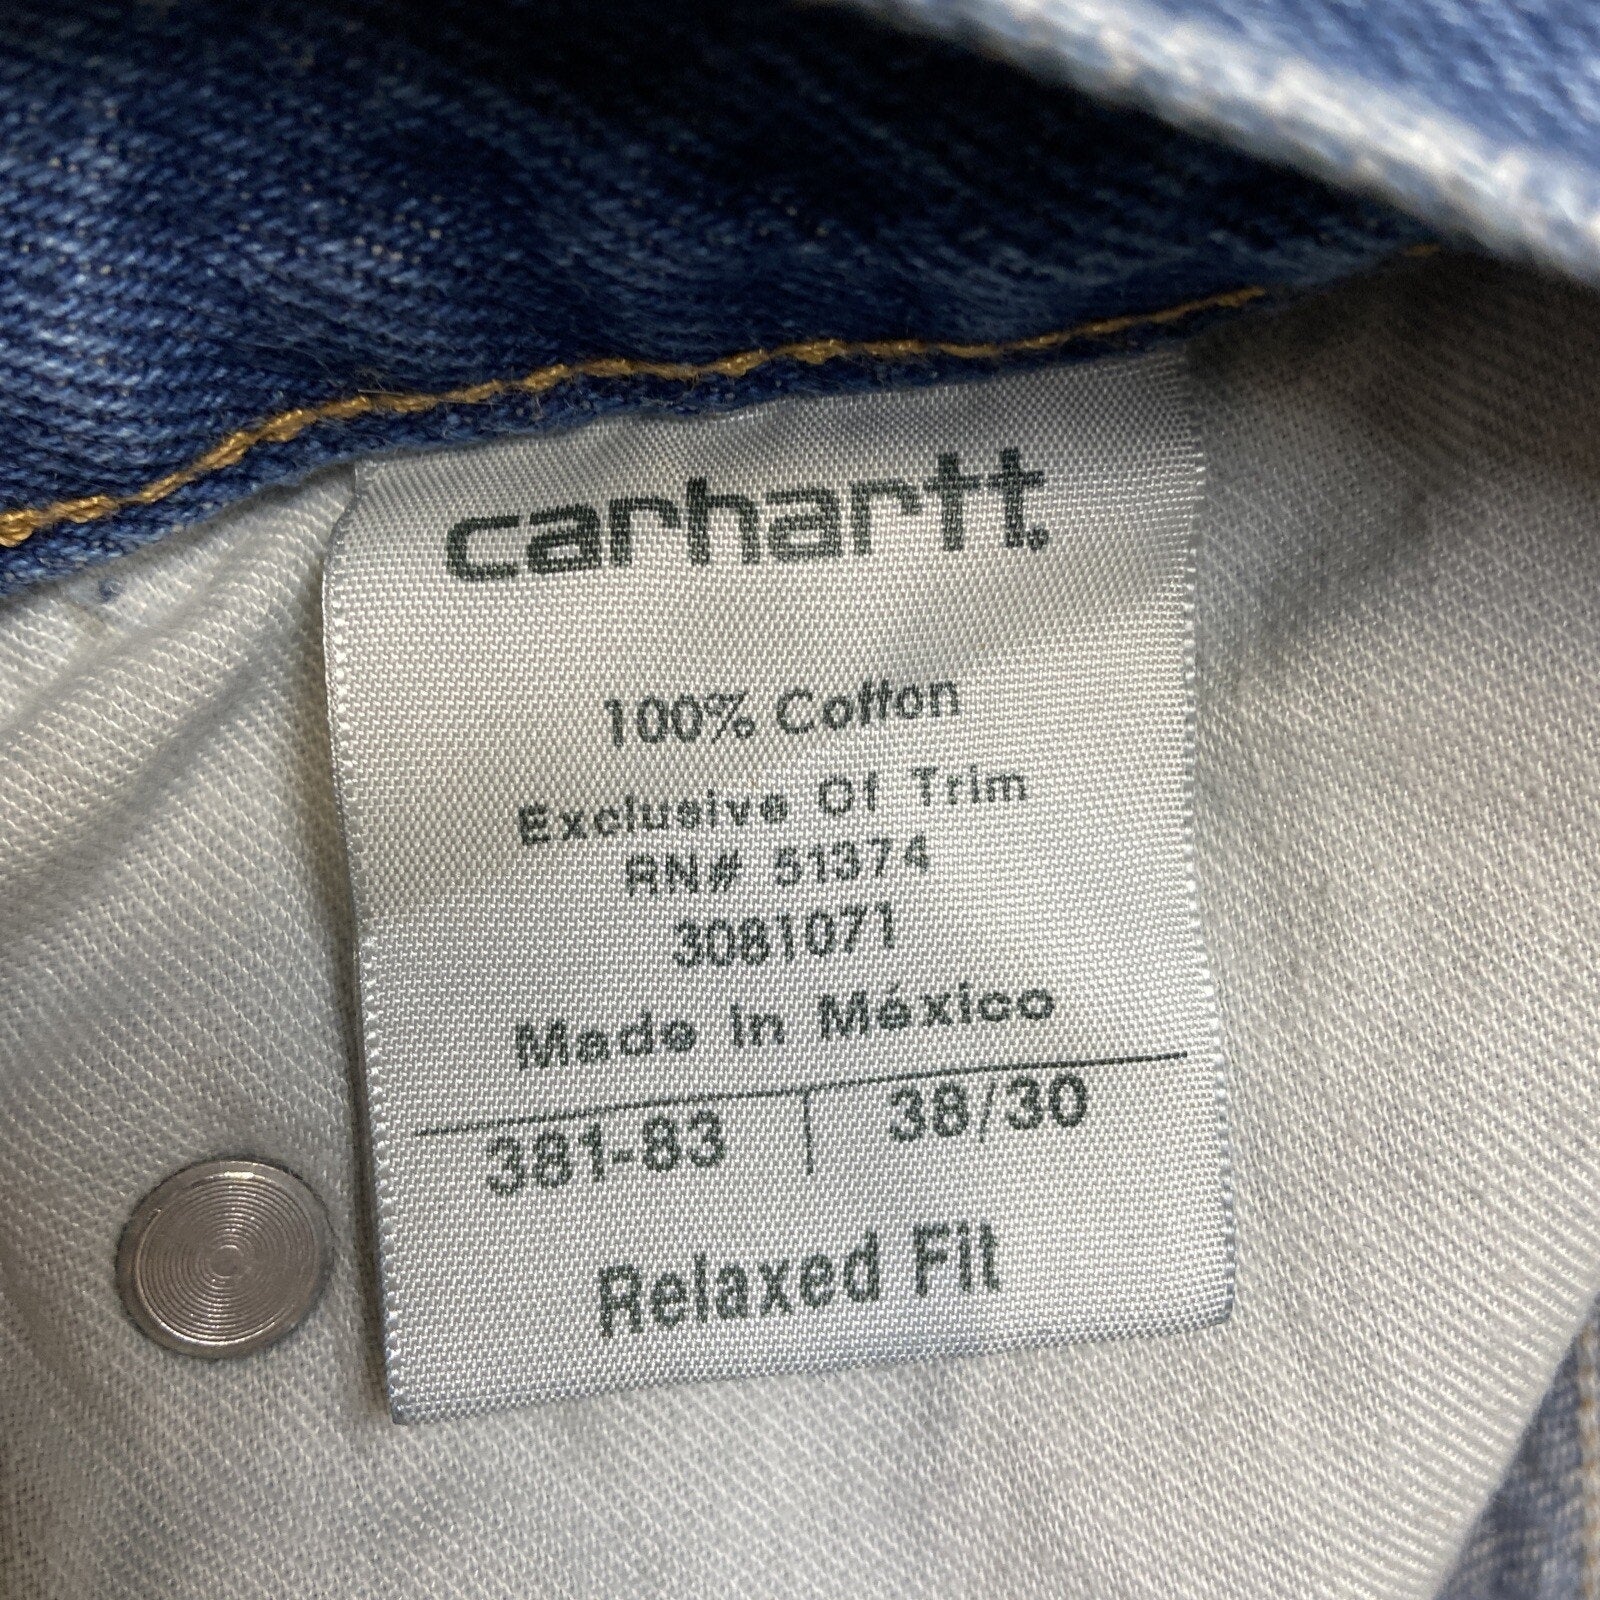 carhartt.
100% Cotton
Exclusive Of Trim
RN# 51374
3081071
Made In México
381-83 38/30
Relaxed Fit